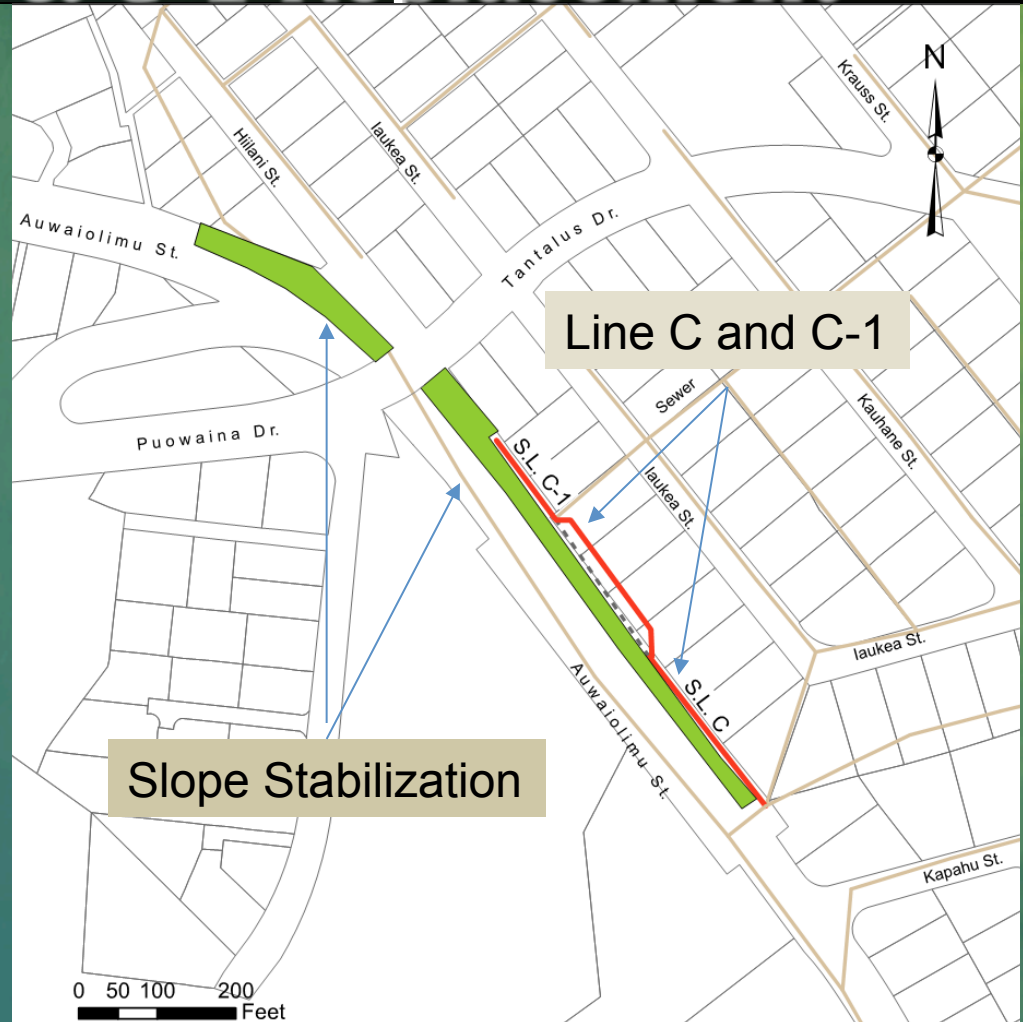 N
Krauss St.
Hiilani St.
Iaukea St.
Auwaiolimu St.
Tantalus Dr.
Line C and C-1
Sewer
Kauhane St.
Puowaina Dr.
S.L. C-1
Iaukea St.
Iaukea St.
S.L. C
Auwaiolimu St.
Slope Stabilization
Kapahu St.
0 50 100 200
Feet